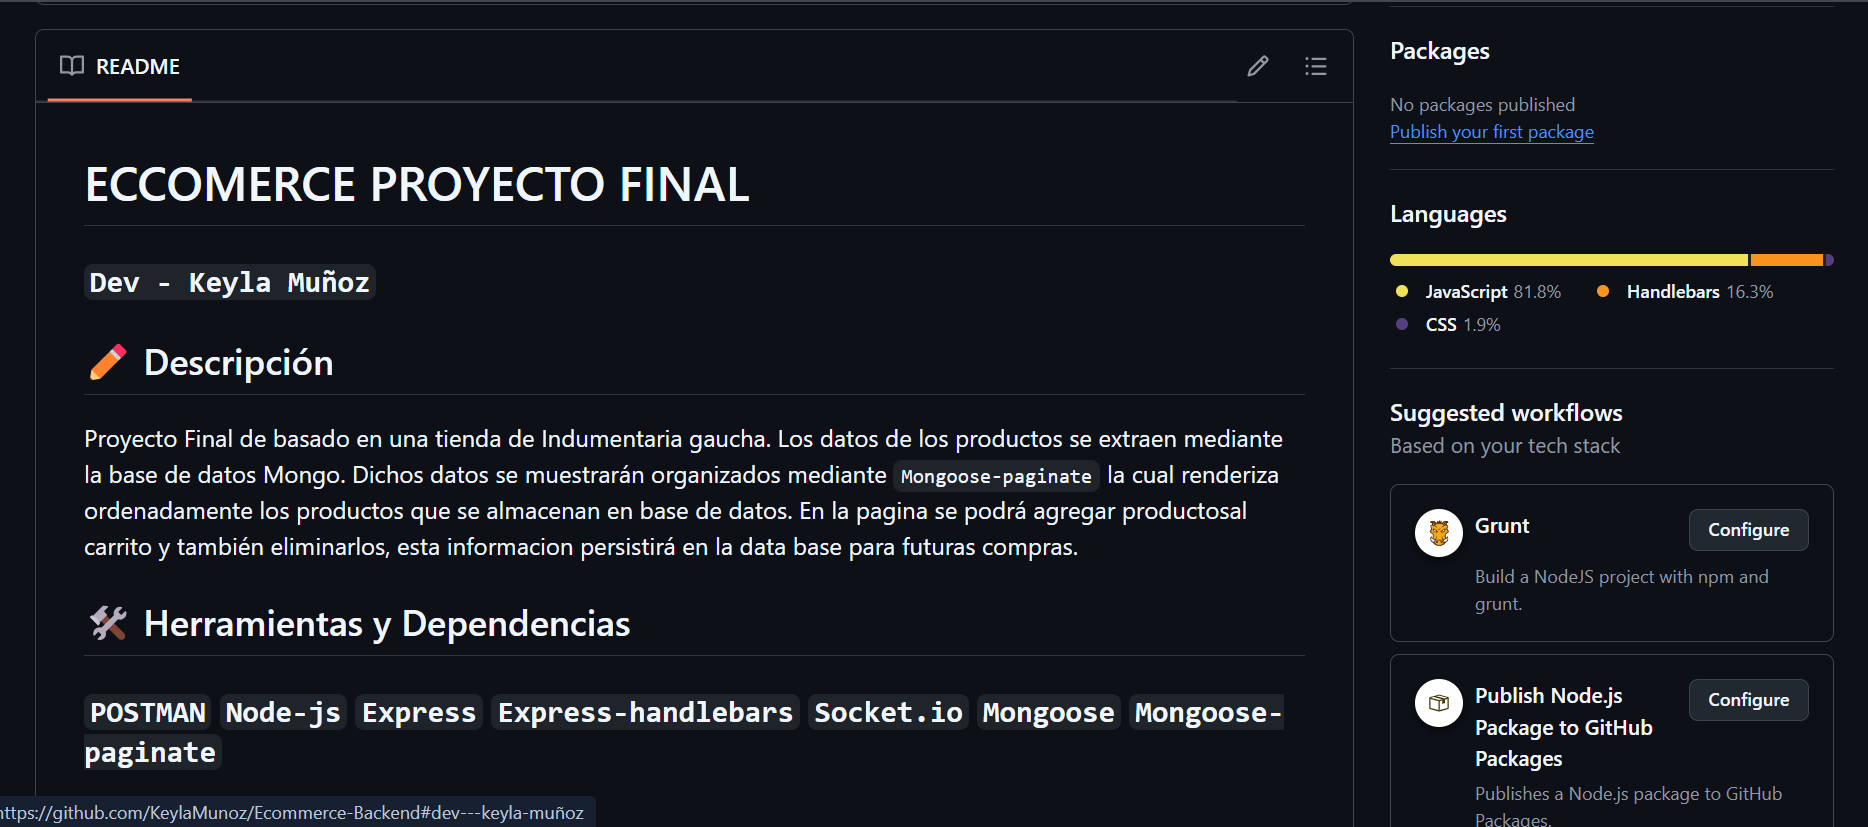 README
ECCOMERCE PROYECTO FINAL
Dev - Keyla Muñoz
Descripción
Proyecto Final de basado en una tienda de Indumentaria gaucha. Los datos de los productos se extraen mediante
la base de datos Mongo. Dichos datos se muestrarán organizados mediante Mongoose-paginate la cual renderiza
ordenadamente los productos que se almacenan en base de datos. En la pagina se podrá agregar productosal
carrito y también eliminarlos, esta informacion persistirá en la data base para futuras compras.
Herramientas y Dependencias
POSTMAN Node-js Express Express-handlebars Socket.io Mongoose Mongoose-
paginate
https://github.com/KeylaMunoz/Ecommerce-Backend#dev---keyla-muñoz
Packages
No packages published
Publish your first package
Languages
JavaScript 81.8% Handlebars 16.3%
CSS 1.9%
Suggested workflows
Based on your tech stack
Grunt
Configure
Build a NodeJS project with npm and
grunt.
Publish Node.js
Package to GitHub
Packages
Configure
Publishes a Node.js package to GitHub
Packages.